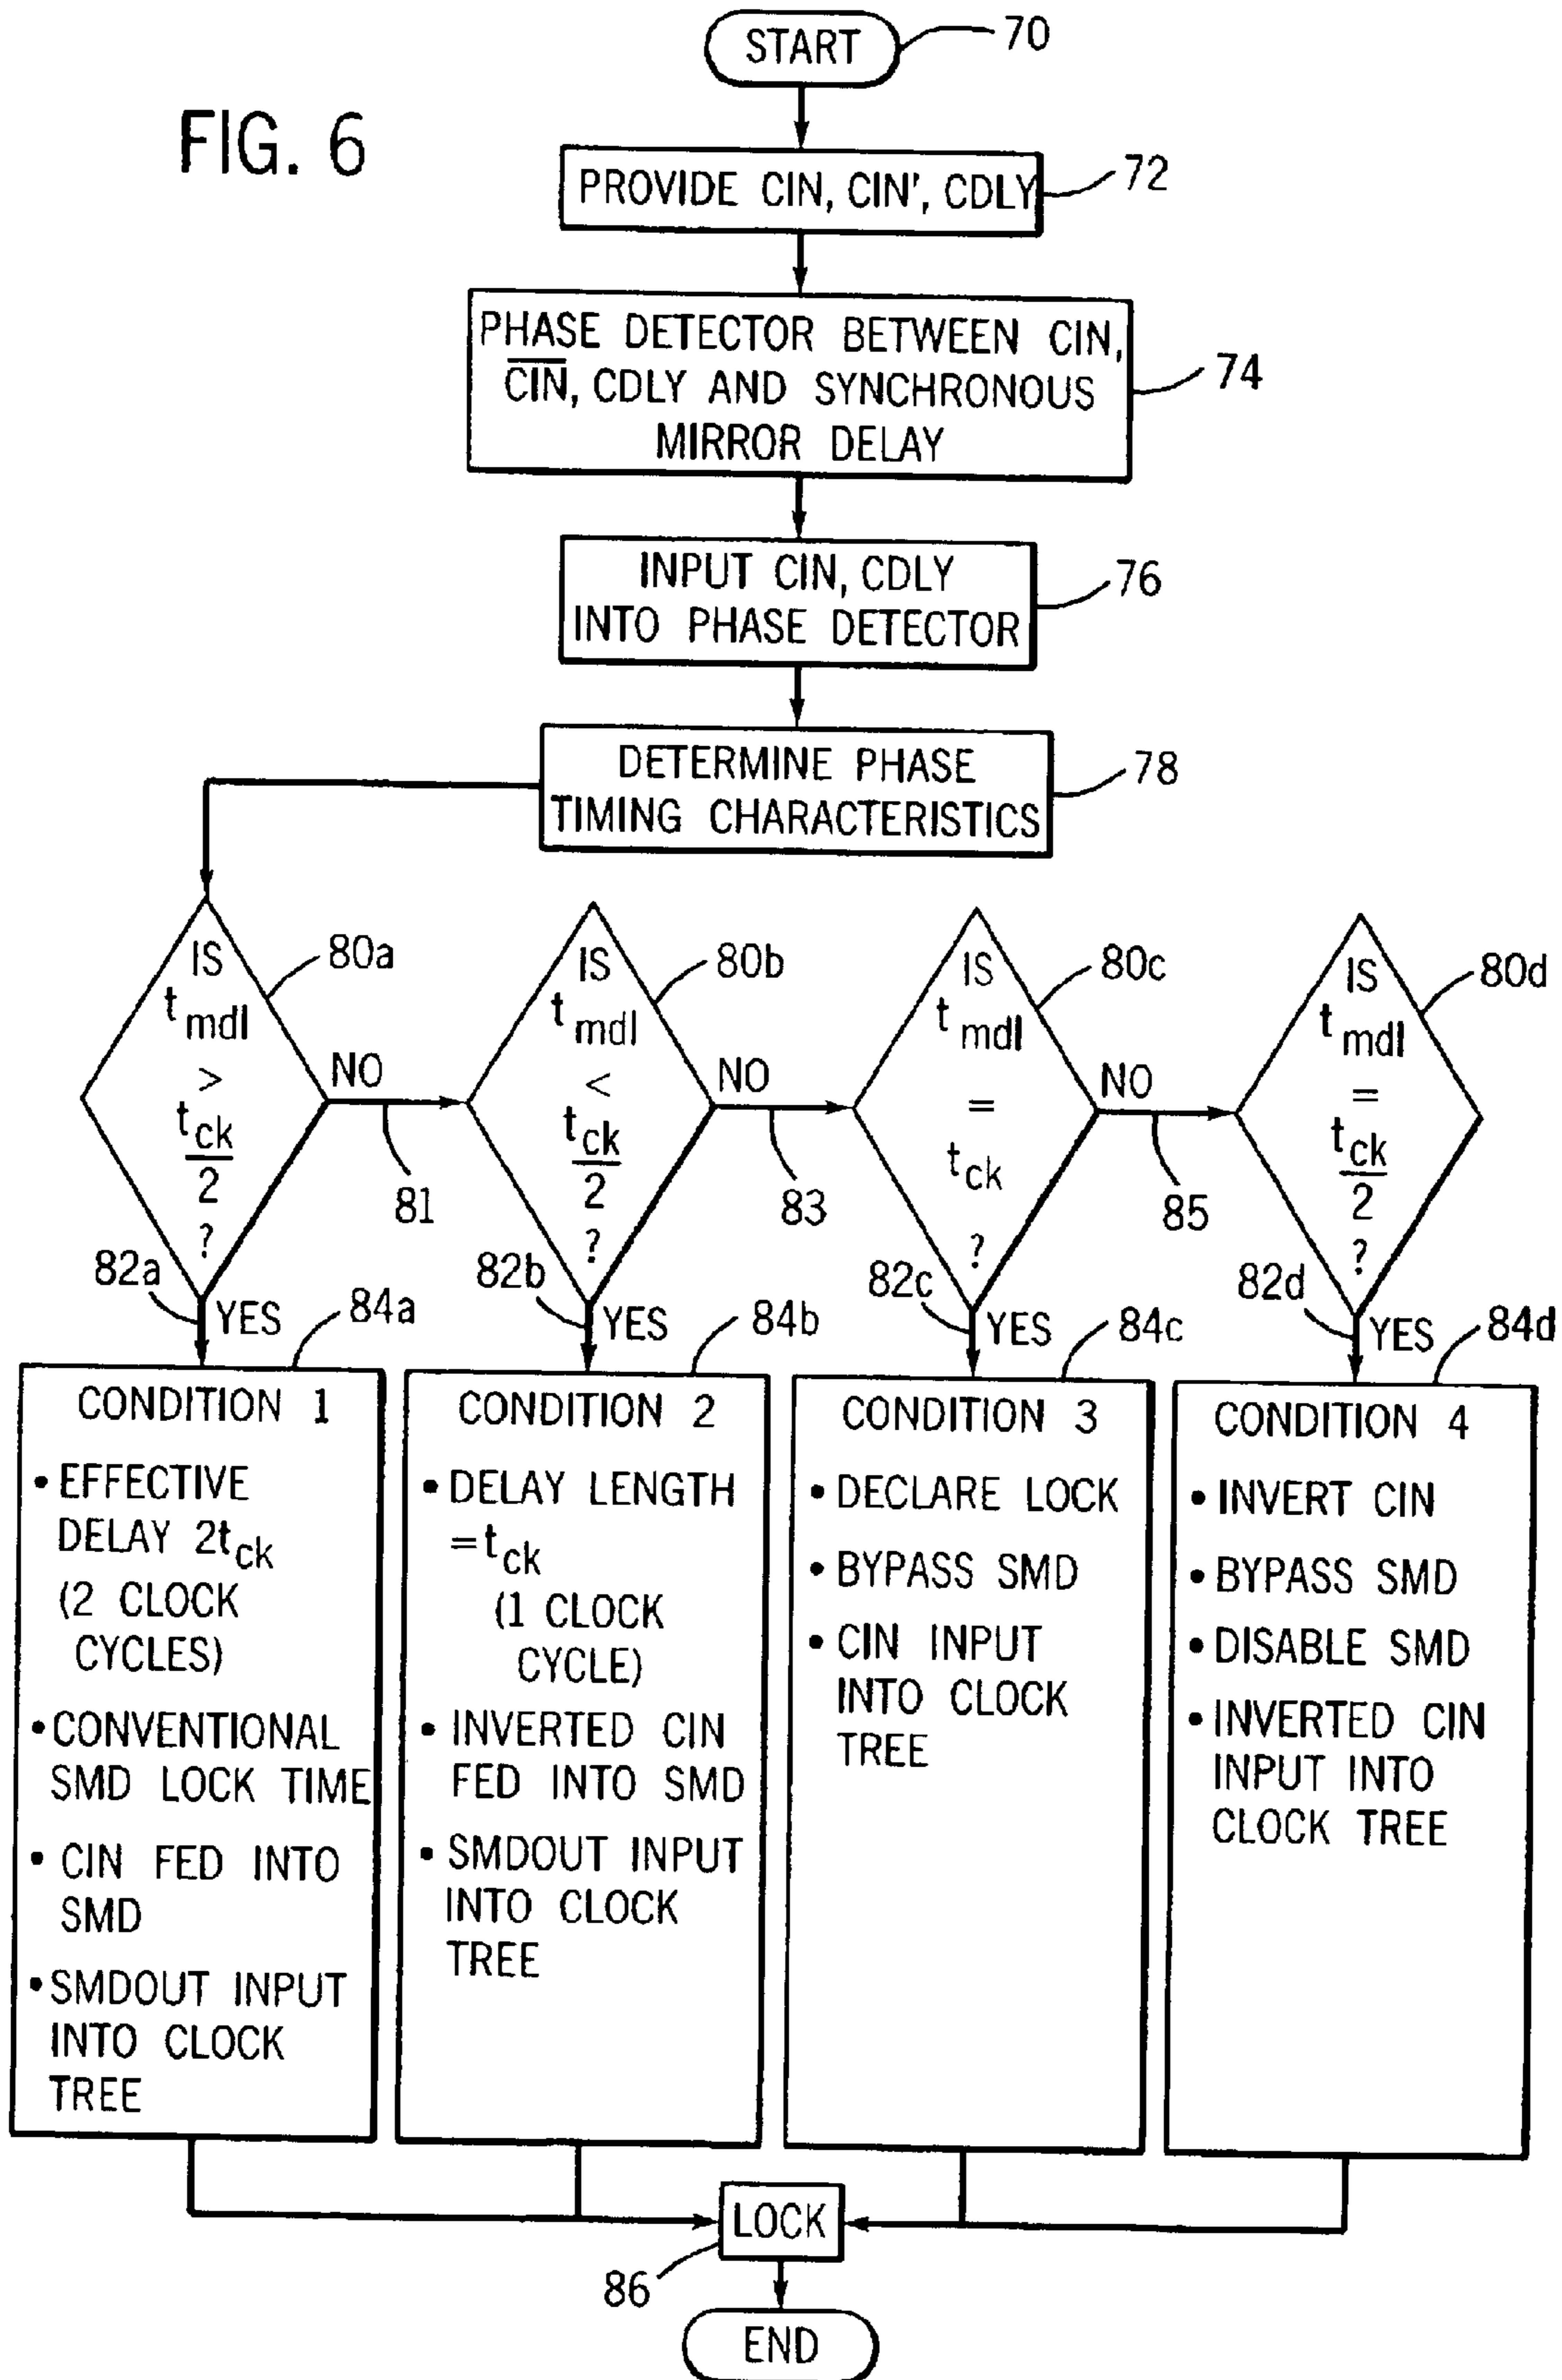 FIG. 6
START
70
PROVIDE CIN, CIN', CDLY
72
PHASE DETECTOR BETWEEN CIN,
C̅I̅N̅, CDLY AND SYNCHRONOUS
MIRROR DELAY
74
INPUT CIN, CDLY
INTO PHASE DETECTOR
76
DETERMINE PHASE
TIMING CHARACTERISTICS
78
IS
t mdl
>
t ck
2
?
80a
NO
81
IS
t mdl
<
t ck
2
?
80b
NO
83
IS
t mdl
=
t ck
?
80c
NO
85
IS
t mdl
=
t ck
2
?
80d
82a
YES
84a
82b
YES
84b
82c
YES
84c
82d
YES
84d
CONDITION 1
• EFFECTIVE
DELAY 2tck
(2 CLOCK
CYCLES)
• CONVENTIONAL
SMD LOCK TIME
• CIN FED INTO
SMD
• SMDOUT INPUT
INTO CLOCK
TREE
CONDITION 2
• DELAY LENGTH
=tck
(1 CLOCK
CYCLE)
• INVERTED CIN
FED INTO SMD
• SMDOUT INPUT
INTO CLOCK
TREE
CONDITION 3
• DECLARE LOCK
• BYPASS SMD
• CIN INPUT
INTO CLOCK
TREE
CONDITION 4
• INVERT CIN
• BYPASS SMD
• DISABLE SMD
• INVERTED CIN
INPUT INTO
CLOCK TREE
LOCK
86
END